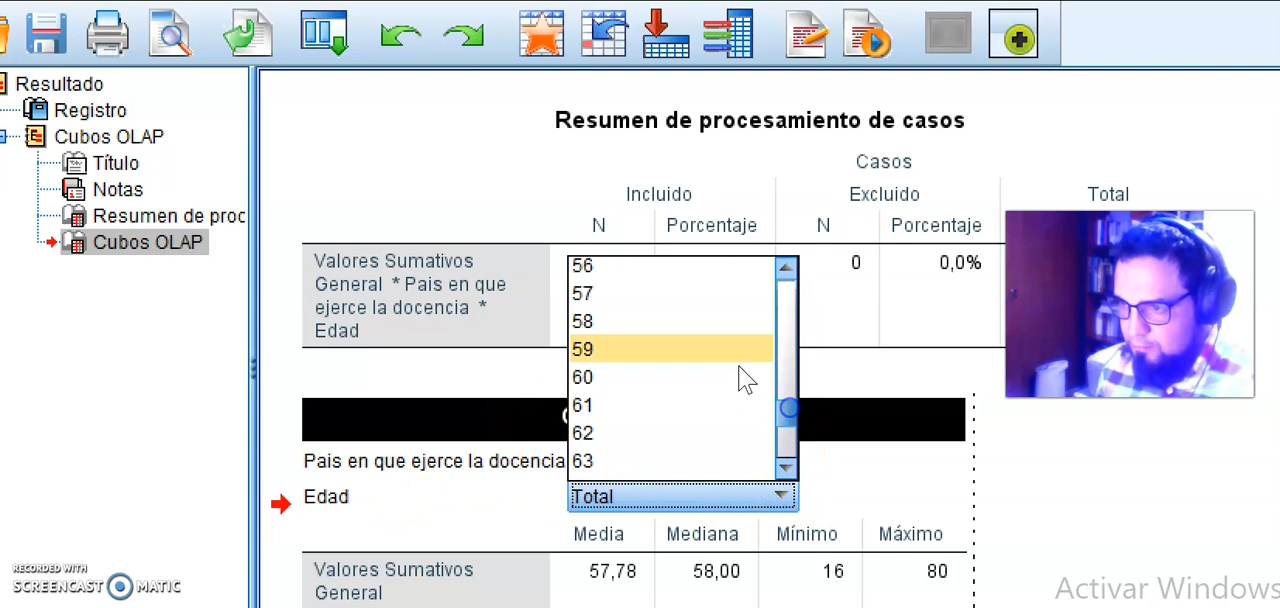 Resultado
Registro
Cubos OLAP
Título
Notas
Resumen de proc
Cubos OLAP
Resumen de procesamiento de casos
Casos
Incluido Excluido Total
N Porcentaje N Porcentaje
Valores Sumativos
General * Pais en que
ejerce la docencia *
Edad
0 0,0%
56
57
58
59
60
61
62
63
Pais en que ejerce la docencia
Edad Total
Media Mediana Mínimo Máximo
Valores Sumativos
General
57,78 58,00 16 80
RECORDED WITH
SCREENCAST MATIC
Activar Windows